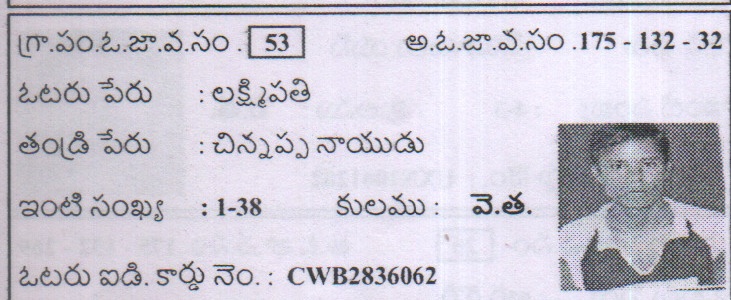 గ్రా.పం.ఓ.జా.వ.సం . 53 అ.ఓ.జా.వ.సం .175 - 132 - 32
ఓటరు పేరు : లక్ష్మిపతి
తండ్రి పేరు : చిన్నప్ప నాయుడు
ఇంటి సంఖ్య : 1-38 కులము : వె.త.
ఓటరు ఐడి. కార్డు నెం. : CWB2836062